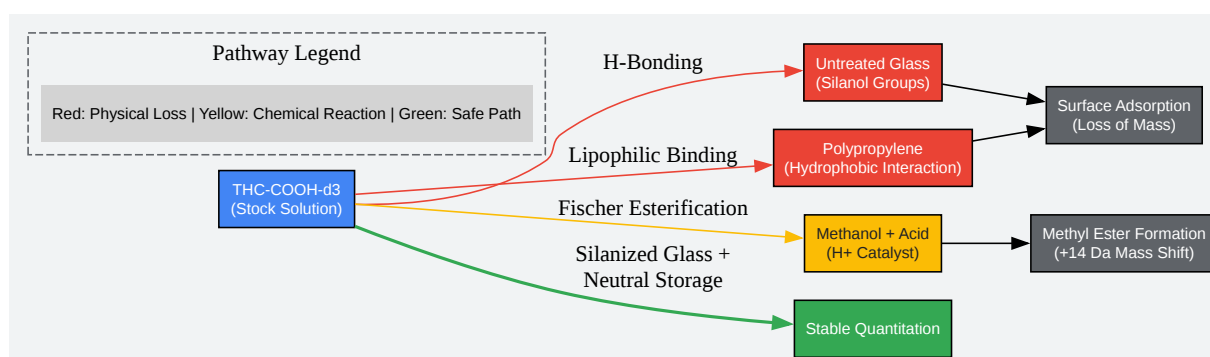 Pathway Legend
Red: Physical Loss | Yellow: Chemical Reaction | Green: Safe Path
THC-COOH-d3
(Stock Solution)
H-Bonding
Lipophilic Binding
Fischer Esterification
Silanized Glass +
Neutral Storage
Untreated Glass
(Silanol Groups)
Polypropylene
(Hydrophobic Interaction)
Methanol + Acid
(H+ Catalyst)
Stable Quantitation
Surface Adsorption
(Loss of Mass)
Methyl Ester Formation
(+14 Da Mass Shift)